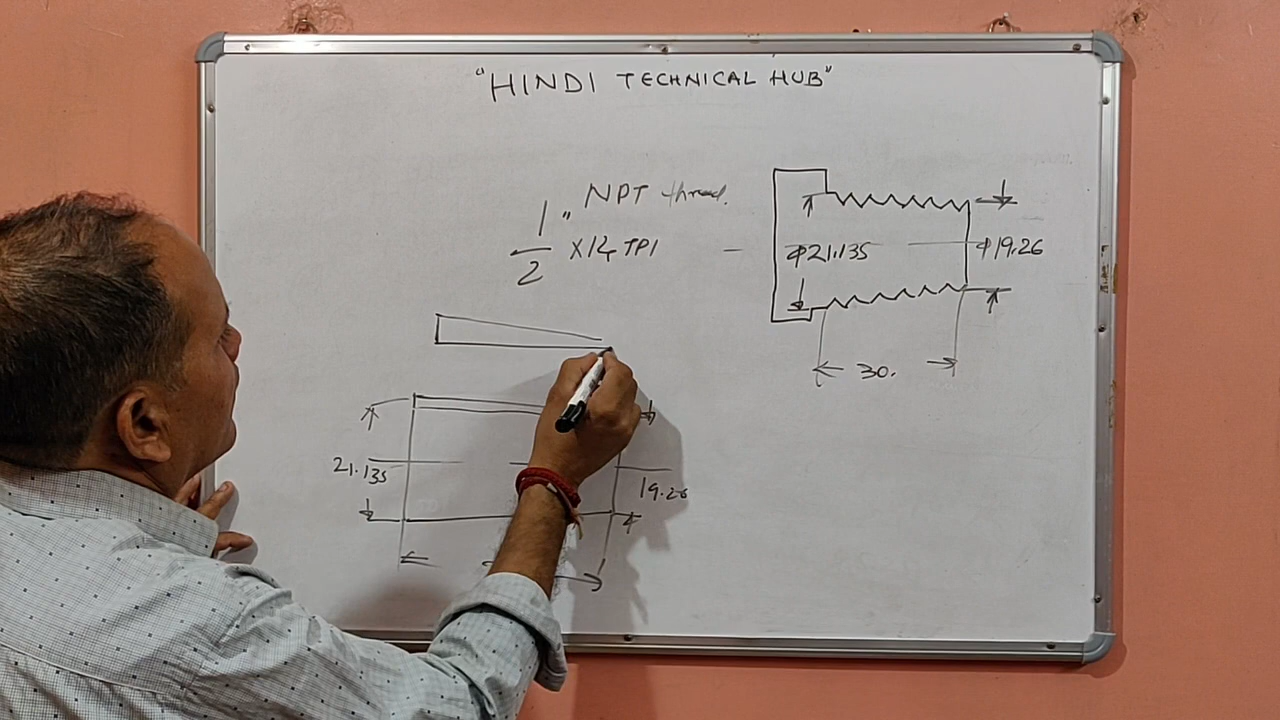 "HINDI TECHNICAL HUB"
NPT thread.
1"
2
X14 TPI -
Φ21.135
Φ19.26
30.
21.135
19.26